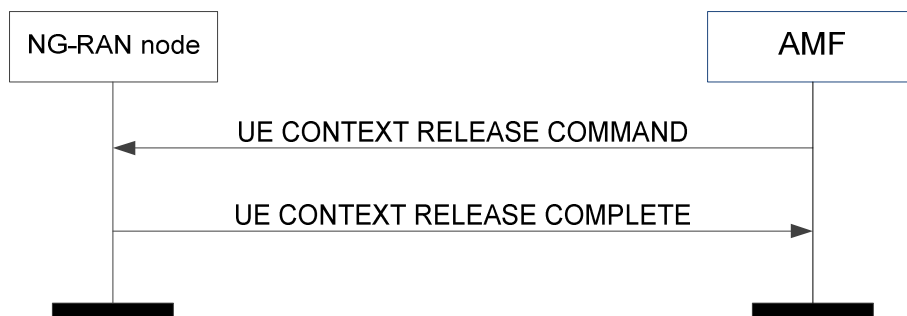 NG-RAN node
AMF
UE CONTEXT RELEASE COMMAND
UE CONTEXT RELEASE COMPLETE